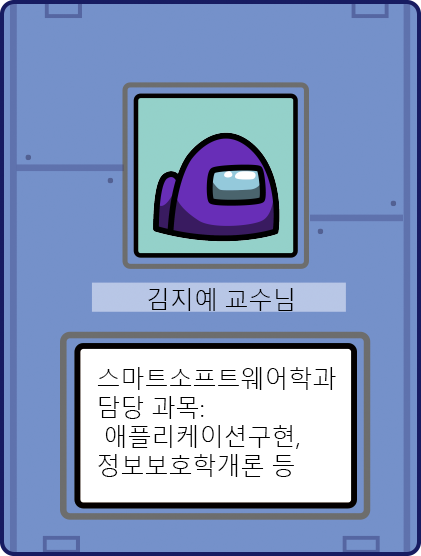 김지예 교수님
스마트소프트웨어학과
담당 과목:
애플리케이션구현,
정보보호학개론 등